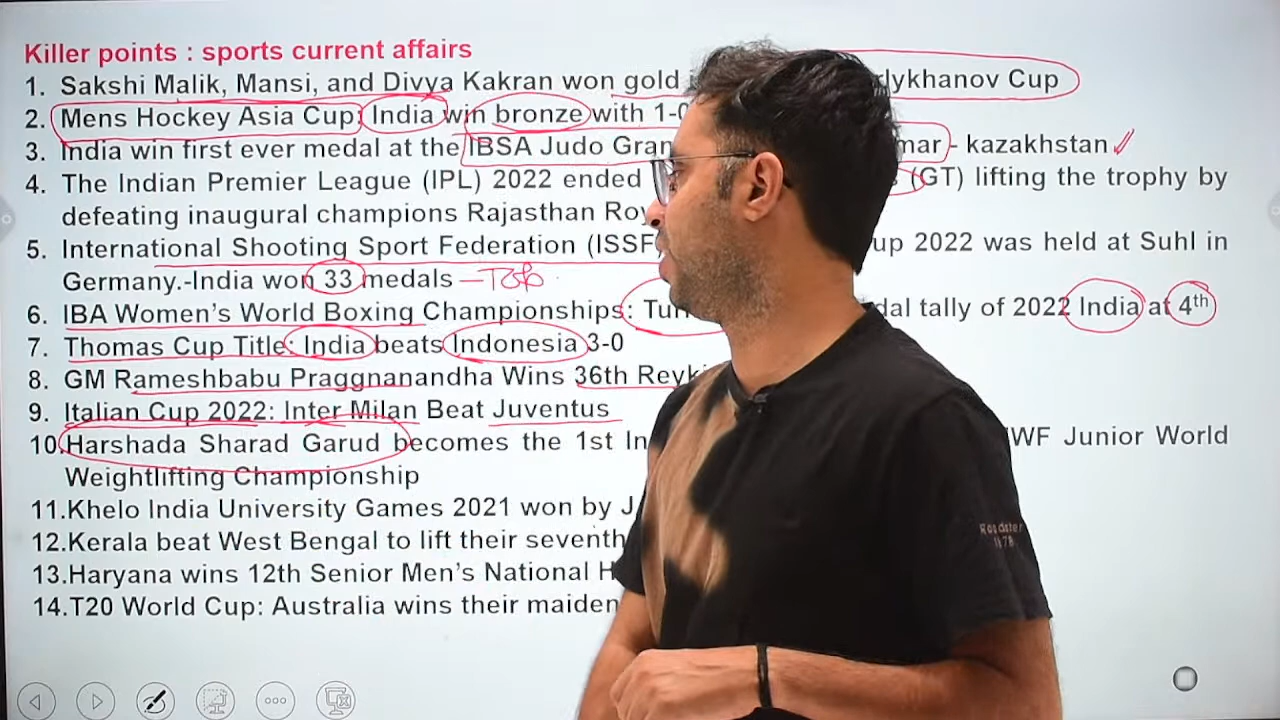 Killer points : sports current affairs
1. Sakshi Malik, Mansi, and Divya Kakran won gold lykhanov Cup
2. Mens Hockey Asia Cup: India win bronze with 1-0
3. India win first ever medal at the IBSA Judo Gran mar - kazakhstan
4. The Indian Premier League (IPL) 2022 ended (GT) lifting the trophy by
defeating inaugural champions Rajasthan Roy
5. International Shooting Sport Federation (ISSF up 2022 was held at Suhl in
Germany.-India won 33 medals – Top
6. IBA Women's World Boxing Championships: Tur dal tally of 2022 India at 4th
7. Thomas Cup Title: India beats Indonesia 3-0
8. GM Rameshbabu Praggnanandha Wins 36th Reyk
9. Italian Cup 2022: Inter Milan Beat Juventus
10. Harshada Sharad Garud becomes the 1st In WF Junior World
Weightlifting Championship
11. Khelo India University Games 2021 won by J
12. Kerala beat West Bengal to lift their seventh
13. Haryana wins 12th Senior Men's National H
14. T20 World Cup: Australia wins their maiden
Roadster
1878